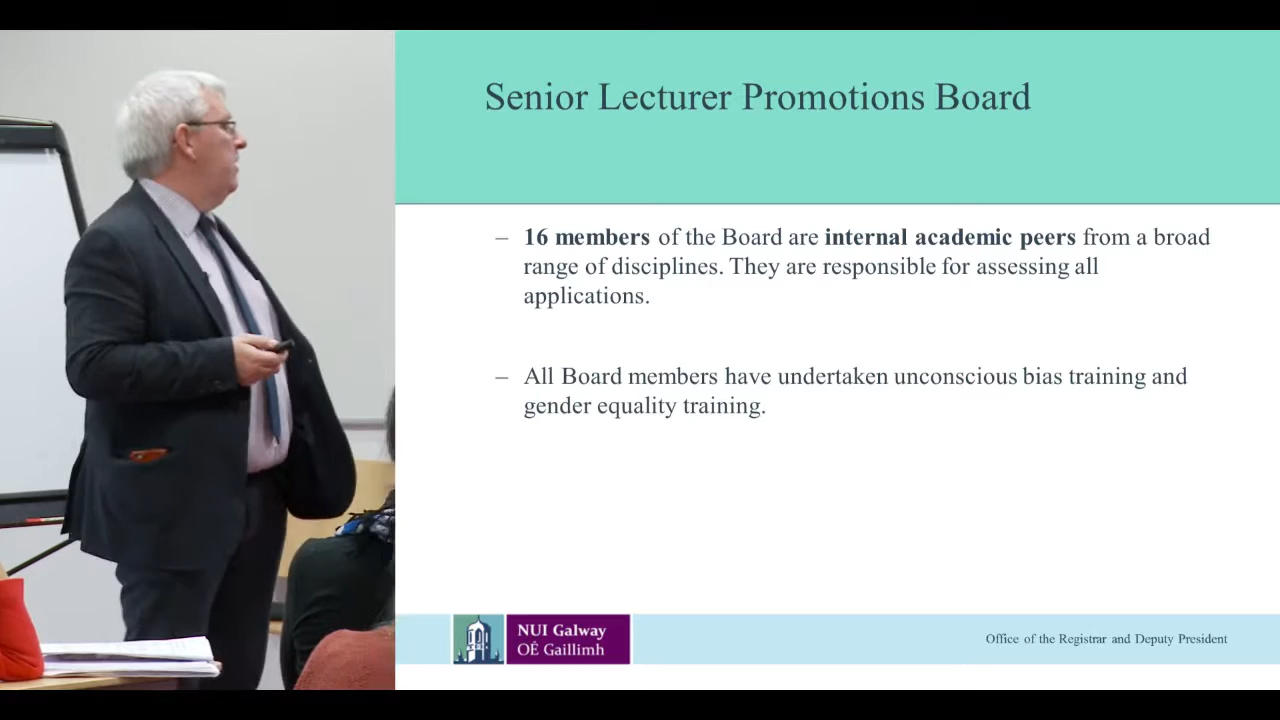 Senior Lecturer Promotions Board
– 16 members of the Board are internal academic peers from a broad
range of disciplines. They are responsible for assessing all
applications.
– All Board members have undertaken unconscious bias training and
gender equality training.
NUI Galway
OÉ Gaillimh
Office of the Registrar and Deputy President